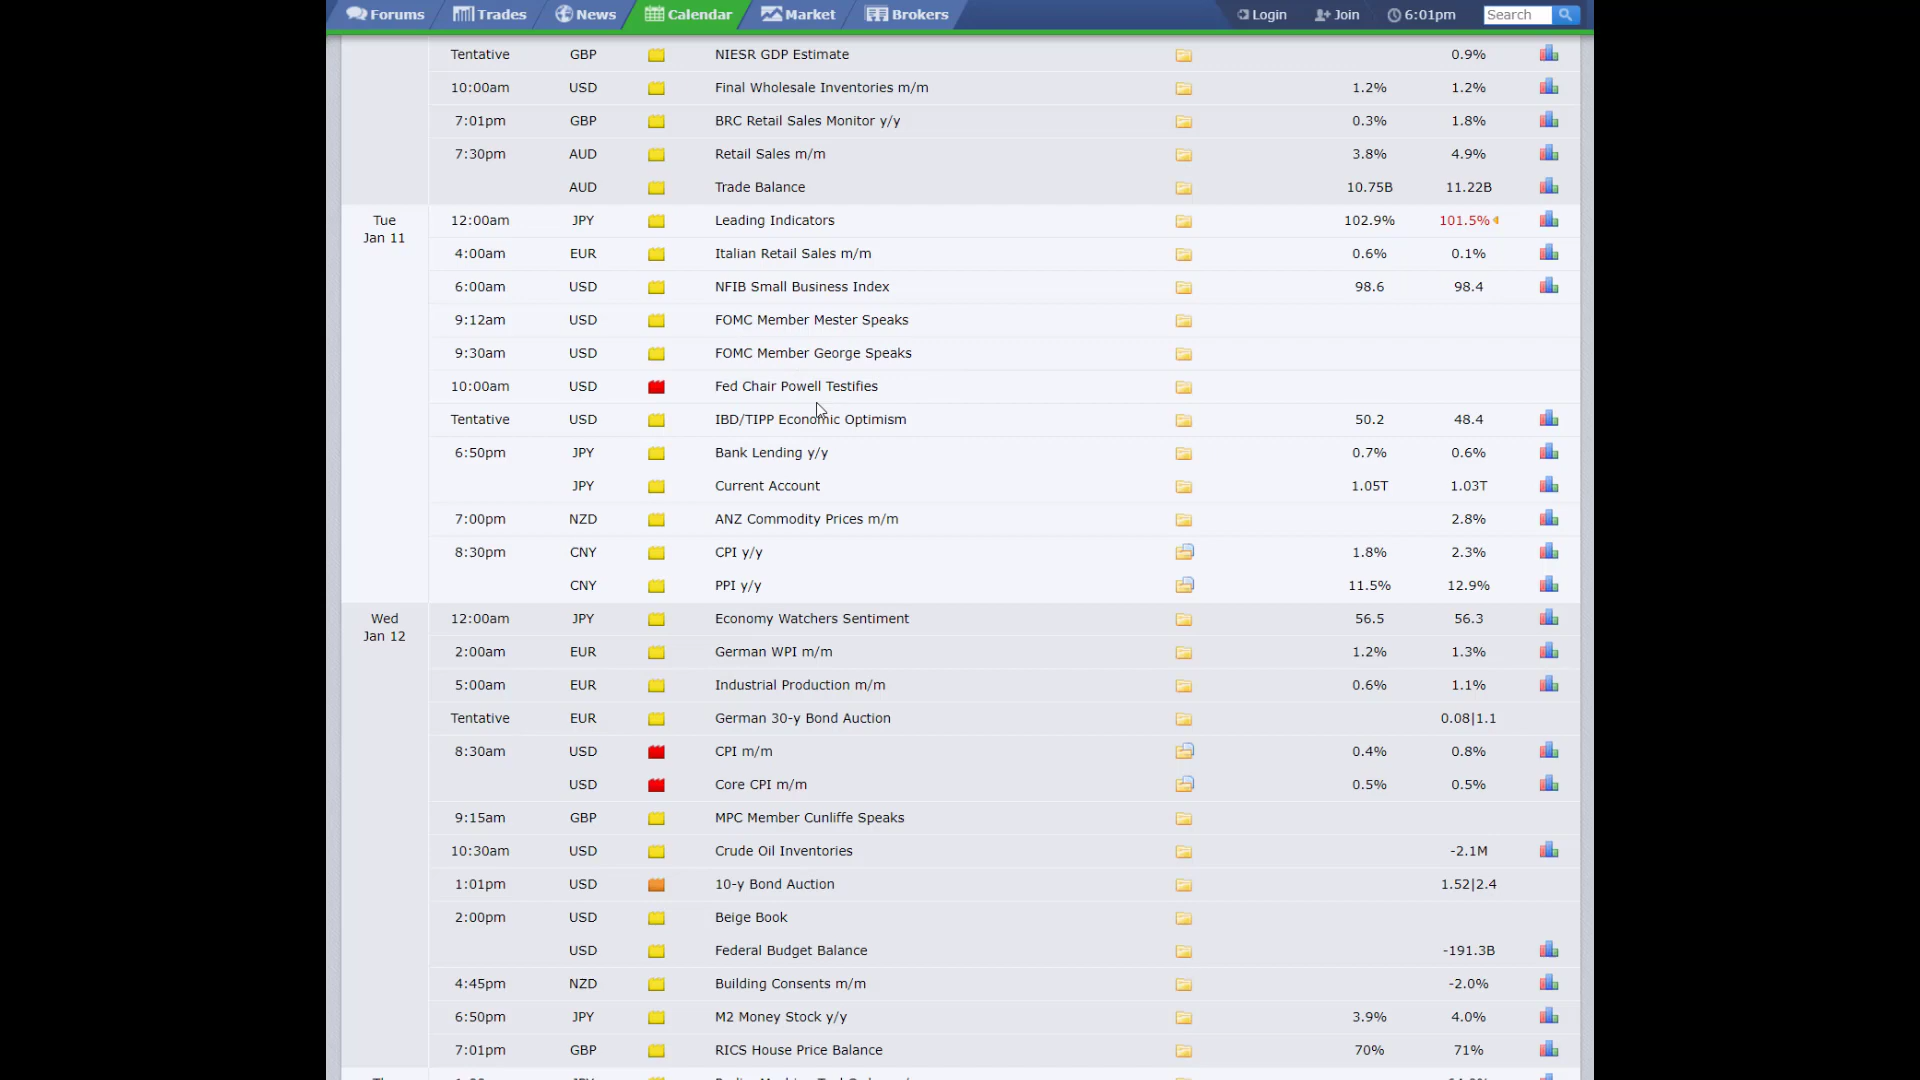 Forums Trades News Calendar Market Brokers Login Join 6:01pm Search
Tentative GBP NIESR GDP Estimate 0.9%
10:00am USD Final Wholesale Inventories m/m 1.2% 1.2%
7:01pm GBP BRC Retail Sales Monitor y/y 0.3% 1.8%
7:30pm AUD Retail Sales m/m 3.8% 4.9%
AUD Trade Balance 10.75B 11.22B
Tue Jan 11 12:00am JPY Leading Indicators 102.9% 101.5%
4:00am EUR Italian Retail Sales m/m 0.6% 0.1%
6:00am USD NFIB Small Business Index 98.6 98.4
9:12am USD FOMC Member Mester Speaks
9:30am USD FOMC Member George Speaks
10:00am USD Fed Chair Powell Testifies
Tentative USD IBD/TIPP Economic Optimism 50.2 48.4
6:50pm JPY Bank Lending y/y 0.7% 0.6%
JPY Current Account 1.05T 1.03T
7:00pm NZD ANZ Commodity Prices m/m 2.8%
8:30pm CNY CPI y/y 1.8% 2.3%
CNY PPI y/y 11.5% 12.9%
Wed Jan 12 12:00am JPY Economy Watchers Sentiment 56.5 56.3
2:00am EUR German WPI m/m 1.2% 1.3%
5:00am EUR Industrial Production m/m 0.6% 1.1%
Tentative EUR German 30-y Bond Auction 0.08|1.1
8:30am USD CPI m/m 0.4% 0.8%
USD Core CPI m/m 0.5% 0.5%
9:15am GBP MPC Member Cunliffe Speaks
10:30am USD Crude Oil Inventories -2.1M
1:01pm USD 10-y Bond Auction 1.52|2.4
2:00pm USD Beige Book
USD Federal Budget Balance -191.3B
4:45pm NZD Building Consents m/m -2.0%
6:50pm JPY M2 Money Stock y/y 3.9% 4.0%
7:01pm GBP RICS House Price Balance 70% 71%